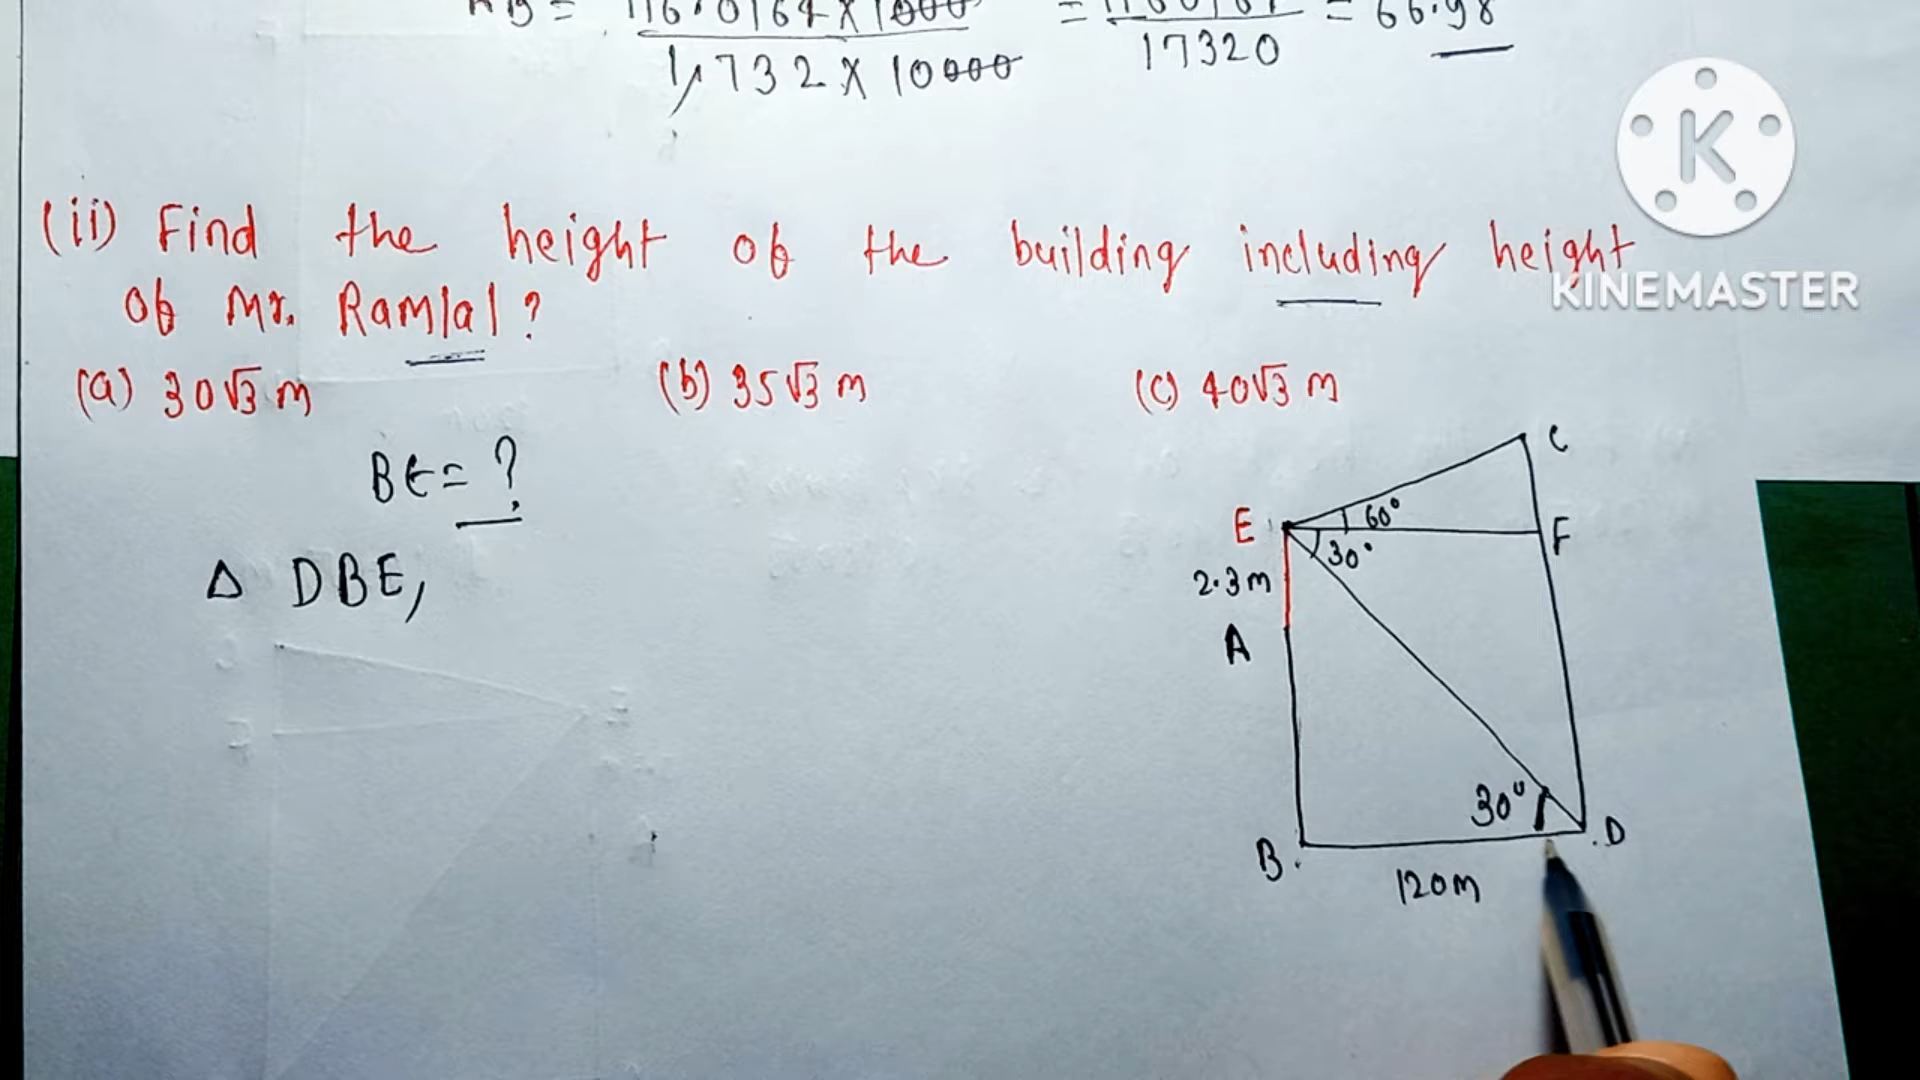 1,732 × 10000
17320
= 66.98
K
KINEMASTER
(ii) Find the height of the building including height
of Mr. Ramlal?
(a) 30√3 m (b) 35√3 m (c) 40√3 m
BE = ?
Δ DBE,
C
E 60° F
30°
2.3m
A
30°
B D
120m